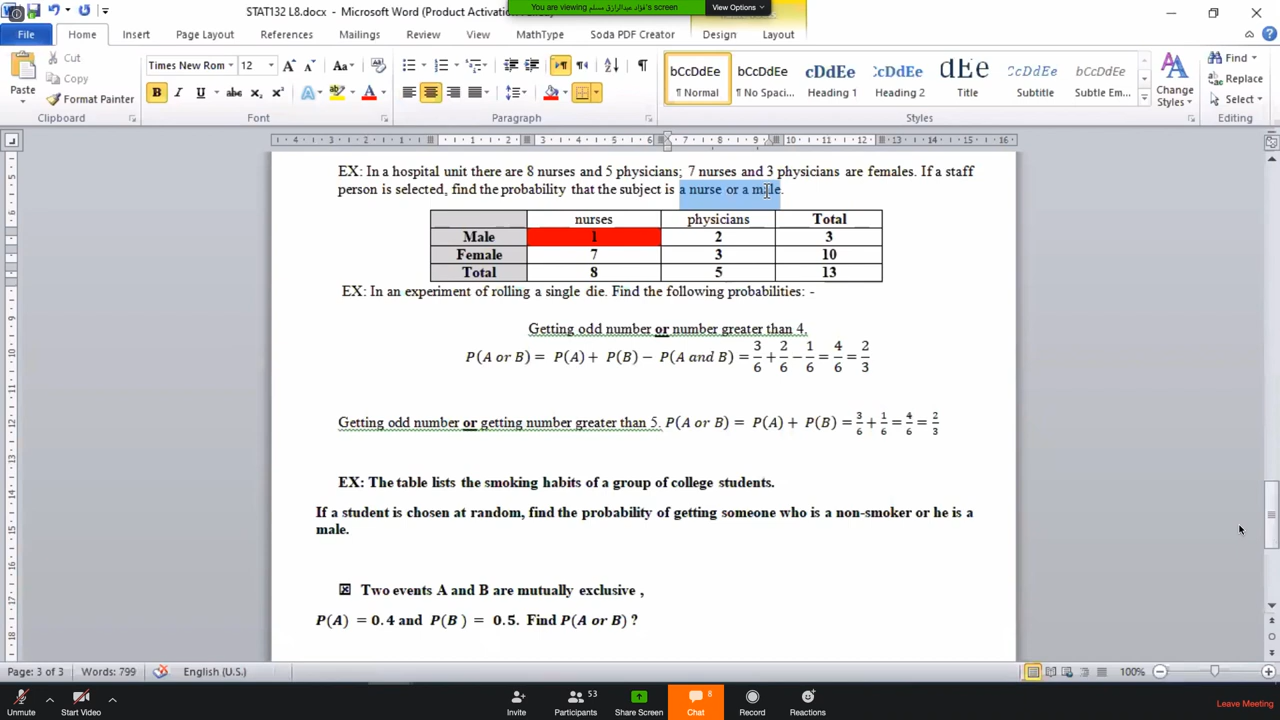 STAT132 L8.docx - Microsoft Word (Product Activation Failed)
You are viewing فؤاد عبدالرازق مسلم's screen
View Options
File Home Insert Page Layout References Mailings Review View MathType Soda PDF Creator Design Layout
Cut
Copy
Format Painter
Paste
Clipboard
Times New Rom 12
Font
Paragraph
bCcDdEe bCcDdEe cDdEe cCcDdE dEe cCcDdE bCcDdEe
¶ Normal ¶ No Spaci... Heading 1 Heading 2 Title Subtitle Subtle Em...
Change Styles
Styles
Find
Replace
Select
Editing
EX: In a hospital unit there are 8 nurses and 5 physicians; 7 nurses and 3 physicians are females. If a staff
person is selected, find the probability that the subject is a nurse or a male.
nurses physicians Total
Male 1 2 3
Female 7 3 10
Total 8 5 13
EX: In an experiment of rolling a single die. Find the following probabilities: -
Getting odd number or number greater than 4.
P(A or B) = P(A) + P(B) − P(A and B) = 3/6 + 2/6 − 1/6 = 4/6 = 2/3
Getting odd number or getting number greater than 5. P(A or B) = P(A) + P(B) = 3/6 + 1/6 = 4/6 = 2/3
EX: The table lists the smoking habits of a group of college students.
If a student is chosen at random, find the probability of getting someone who is a non-smoker or he is a
male.
Two events A and B are mutually exclusive ,
P(A) = 0.4 and P(B ) = 0.5. Find P(A or B) ?
Page: 3 of 3 Words: 799 English (U.S.) 100%
Unmute Start Video Invite Participants 53 Share Screen Chat 8 Record Reactions Leave Meeting